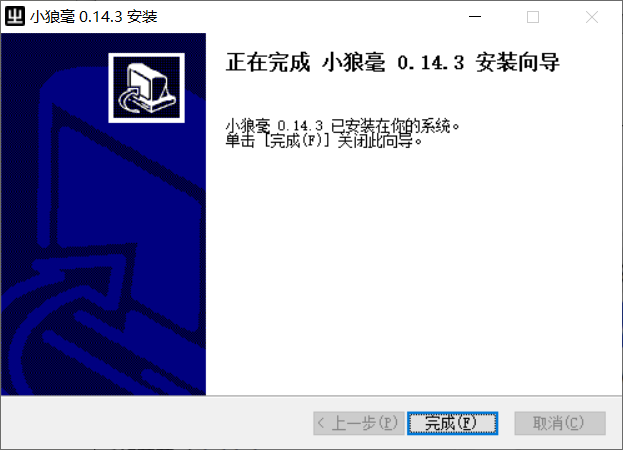 小狼毫 0.14.3 安装
正在完成 小狼毫 0.14.3 安装向导
小狼毫 0.14.3 已安装在你的系统。
单击 [完成(F)] 关闭此向导。
< 上一步(P)
完成(F)
取消(C)